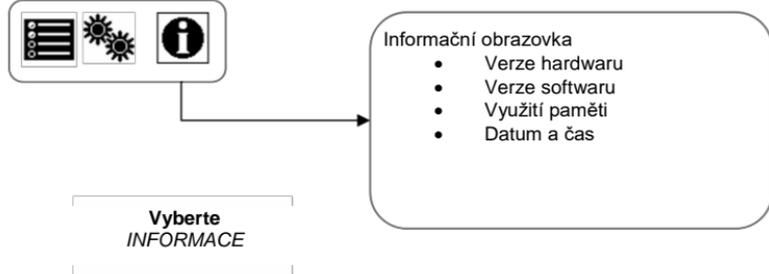 Informační obrazovka
• Verze hardwaru
• Verze softwaru
• Využití paměti
• Datum a čas
Vyberte
INFORMACE